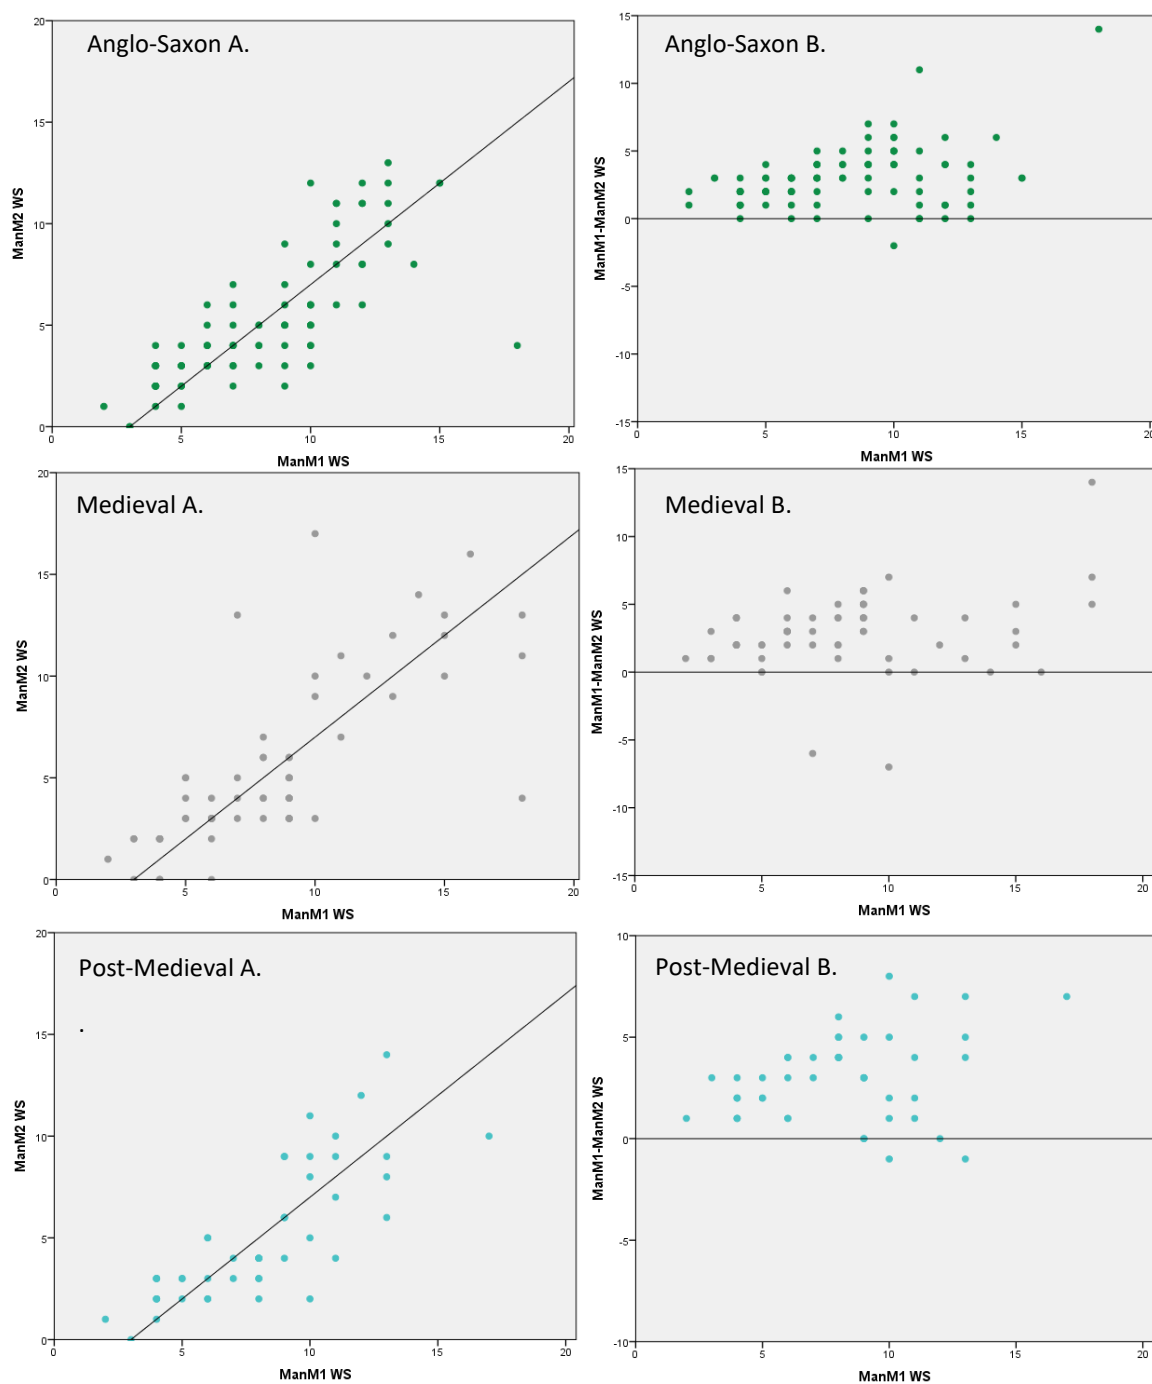 Anglo-Saxon A.
20
15
10
5
0
ManM2 WS
0 5 10 15 20
ManM1 WS
Anglo-Saxon B.
15
10
5
0
-5
-10
-15
ManM1-ManM2 WS
0 5 10 15 20
ManM1 WS
Medieval A.
20
15
10
5
0
ManM2 WS
0 5 10 15 20
ManM1 WS
Medieval B.
15
10
5
0
-5
-10
-15
ManM1-ManM2 WS
0 5 10 15 20
ManM1 WS
Post-Medieval A.
20
15
10
5
0
ManM2 WS
0 5 10 15 20
ManM1 WS
Post-Medieval B.
10
5
0
-5
-10
ManM1-ManM2 WS
0 5 10 15 20
ManM1 WS